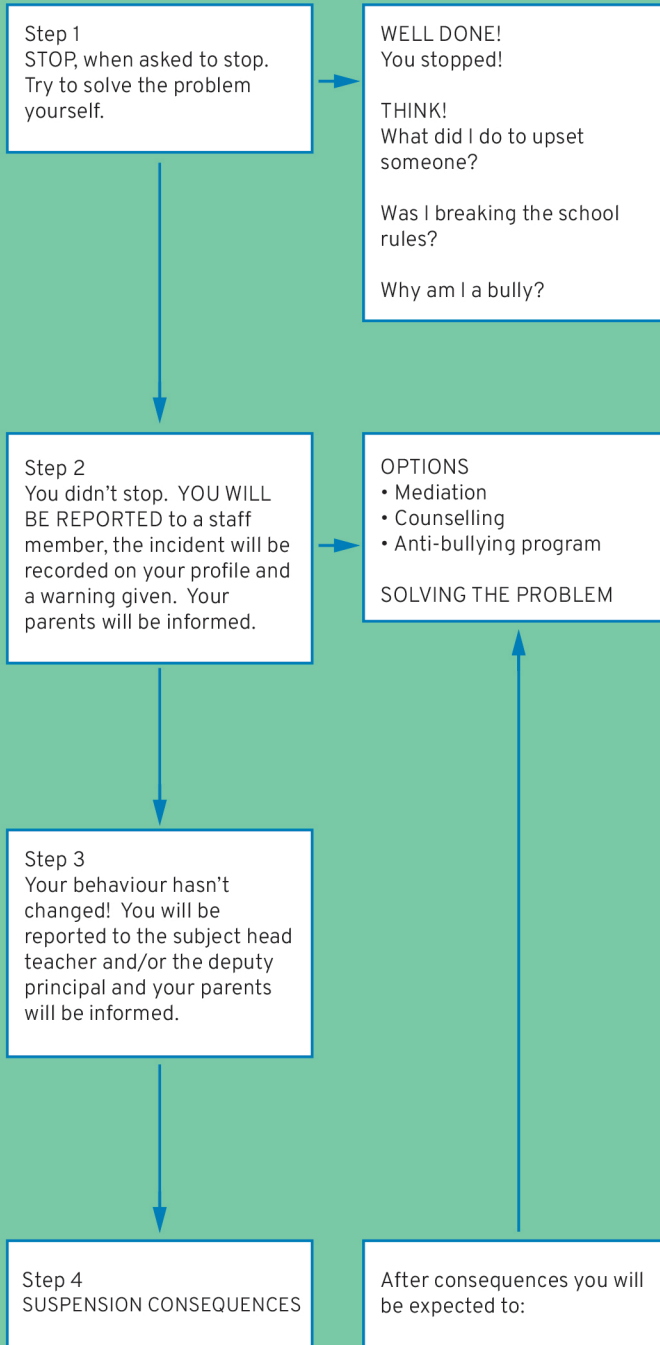 Step 1
STOP, when asked to stop.
Try to solve the problem
yourself.
WELL DONE!
You stopped!
THINK!
What did I do to upset
someone?
Was I breaking the school
rules?
Why am I a bully?
Step 2
You didn’t stop.  YOU WILL
BE REPORTED to a staff
member, the incident will be
recorded on your profile and
a warning given.  Your
parents will be informed.
OPTIONS
• Mediation
• Counselling
• Anti-bullying program
SOLVING THE PROBLEM
Step 3
Your behaviour hasn’t
changed!  You will be
reported to the subject head
teacher and/or the deputy
principal and your parents
will be informed.
Step 4
SUSPENSION CONSEQUENCES
After consequences you will
be expected to: